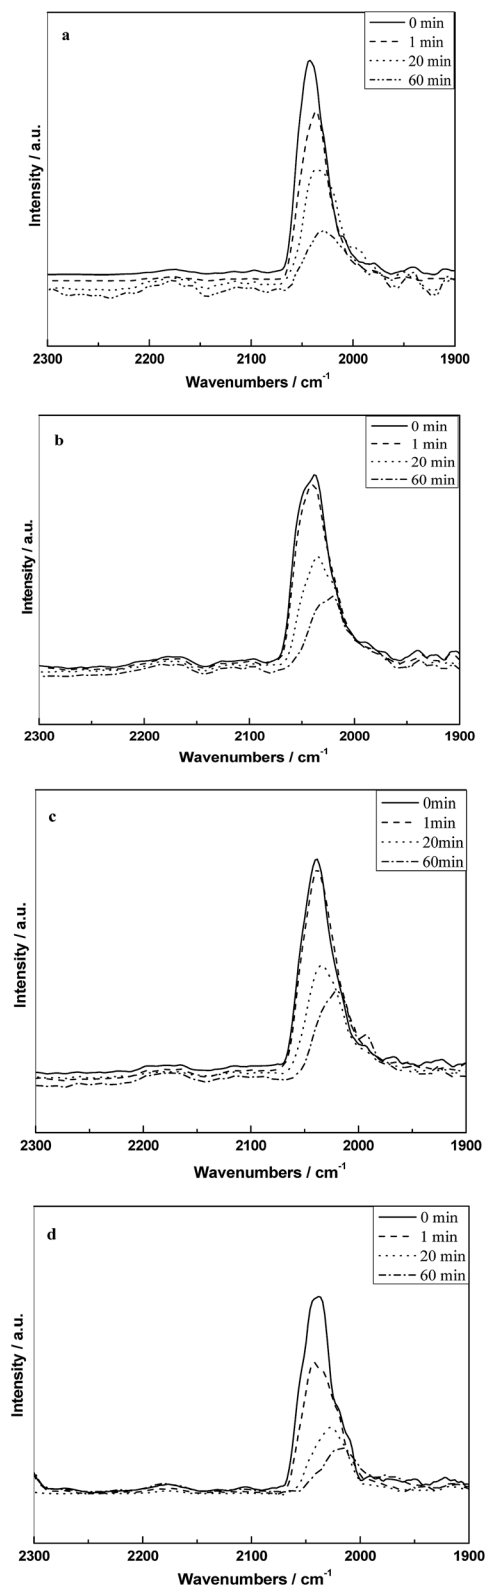 a
0 min
1 min
20 min
60 min
Intensity / a.u.
2300 2200 2100 2000 1900
Wavenumbers / cm⁻¹
b
0 min
1 min
20 min
60 min
Intensity / a.u.
2300 2200 2100 2000 1900
Wavenumbers / cm⁻¹
c
0min
1min
20min
60min
Intensity / a.u.
2300 2200 2100 2000 1900
Wavenumbers / cm⁻¹
d
0 min
1 min
20 min
60 min
Intensity / a.u.
2300 2200 2100 2000 1900
Wavenumbers / cm⁻¹